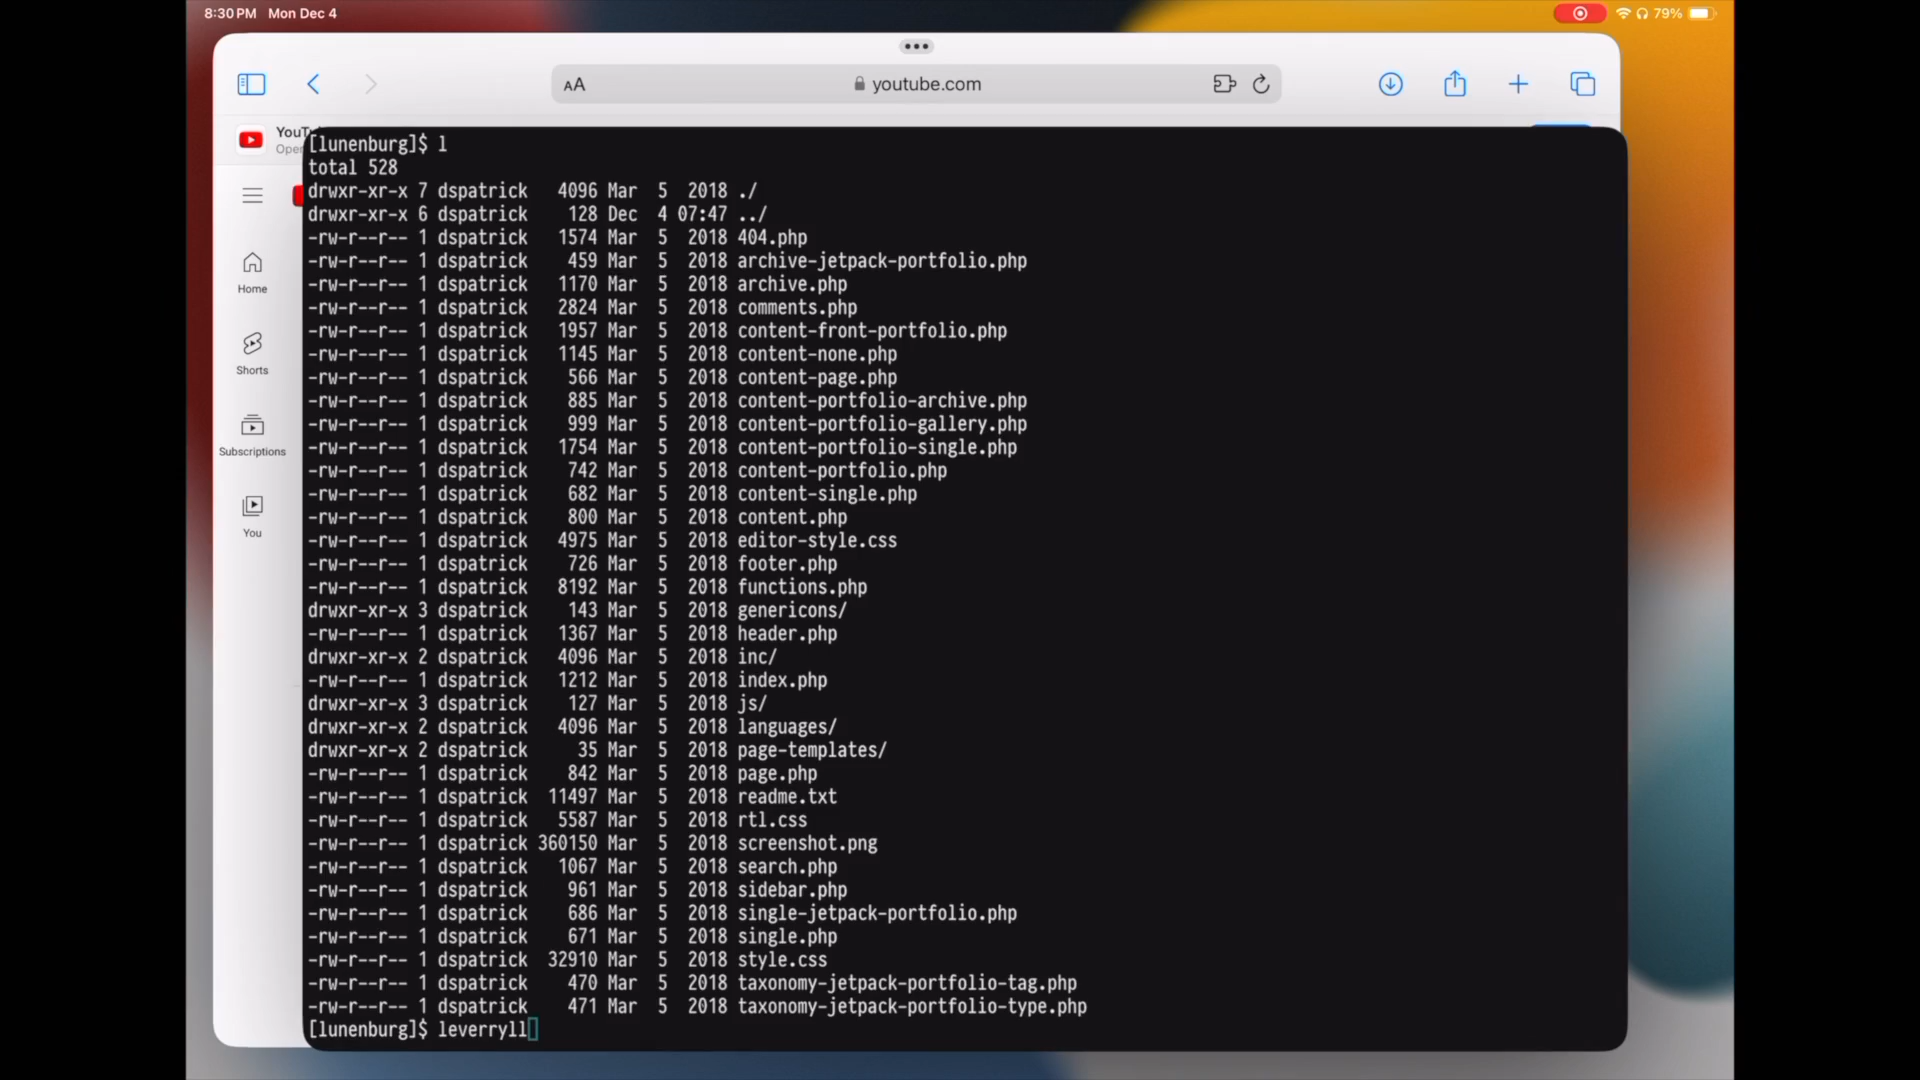 8:30 PM Mon Dec 4
79%
AA
youtube.com
YouT
Ope
Home
Shorts
Subscriptions
You
[lunenburg]$ l
total 528
drwxr-xr-x 7 dspatrick 4096 Mar 5 2018 ./
drwxr-xr-x 6 dspatrick 128 Dec 4 07:47 ../
-rw-r--r-- 1 dspatrick 1574 Mar 5 2018 404.php
-rw-r--r-- 1 dspatrick 459 Mar 5 2018 archive-jetpack-portfolio.php
-rw-r--r-- 1 dspatrick 1170 Mar 5 2018 archive.php
-rw-r--r-- 1 dspatrick 2824 Mar 5 2018 comments.php
-rw-r--r-- 1 dspatrick 1957 Mar 5 2018 content-front-portfolio.php
-rw-r--r-- 1 dspatrick 1145 Mar 5 2018 content-none.php
-rw-r--r-- 1 dspatrick 566 Mar 5 2018 content-page.php
-rw-r--r-- 1 dspatrick 885 Mar 5 2018 content-portfolio-archive.php
-rw-r--r-- 1 dspatrick 999 Mar 5 2018 content-portfolio-gallery.php
-rw-r--r-- 1 dspatrick 1754 Mar 5 2018 content-portfolio-single.php
-rw-r--r-- 1 dspatrick 742 Mar 5 2018 content-portfolio.php
-rw-r--r-- 1 dspatrick 682 Mar 5 2018 content-single.php
-rw-r--r-- 1 dspatrick 800 Mar 5 2018 content.php
-rw-r--r-- 1 dspatrick 4975 Mar 5 2018 editor-style.css
-rw-r--r-- 1 dspatrick 726 Mar 5 2018 footer.php
-rw-r--r-- 1 dspatrick 8192 Mar 5 2018 functions.php
drwxr-xr-x 3 dspatrick 143 Mar 5 2018 genericons/
-rw-r--r-- 1 dspatrick 1367 Mar 5 2018 header.php
drwxr-xr-x 2 dspatrick 4096 Mar 5 2018 inc/
-rw-r--r-- 1 dspatrick 1212 Mar 5 2018 index.php
drwxr-xr-x 3 dspatrick 127 Mar 5 2018 js/
drwxr-xr-x 2 dspatrick 4096 Mar 5 2018 languages/
drwxr-xr-x 2 dspatrick 35 Mar 5 2018 page-templates/
-rw-r--r-- 1 dspatrick 842 Mar 5 2018 page.php
-rw-r--r-- 1 dspatrick 11497 Mar 5 2018 readme.txt
-rw-r--r-- 1 dspatrick 5587 Mar 5 2018 rtl.css
-rw-r--r-- 1 dspatrick 360150 Mar 5 2018 screenshot.png
-rw-r--r-- 1 dspatrick 1067 Mar 5 2018 search.php
-rw-r--r-- 1 dspatrick 961 Mar 5 2018 sidebar.php
-rw-r--r-- 1 dspatrick 686 Mar 5 2018 single-jetpack-portfolio.php
-rw-r--r-- 1 dspatrick 671 Mar 5 2018 single.php
-rw-r--r-- 1 dspatrick 32910 Mar 5 2018 style.css
-rw-r--r-- 1 dspatrick 470 Mar 5 2018 taxonomy-jetpack-portfolio-tag.php
-rw-r--r-- 1 dspatrick 471 Mar 5 2018 taxonomy-jetpack-portfolio-type.php
[lunenburg]$ leverryll